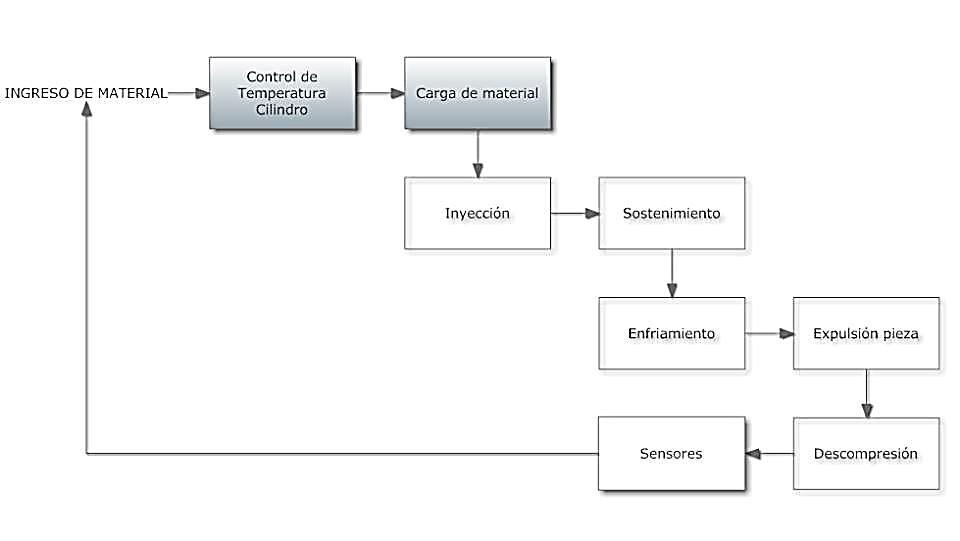 INGRESO DE MATERIAL
Control de
Temperatura
Cilindro
Carga de material
Inyección
Sostenimiento
Enfriamiento
Expulsión pieza
Sensores
Descompresión